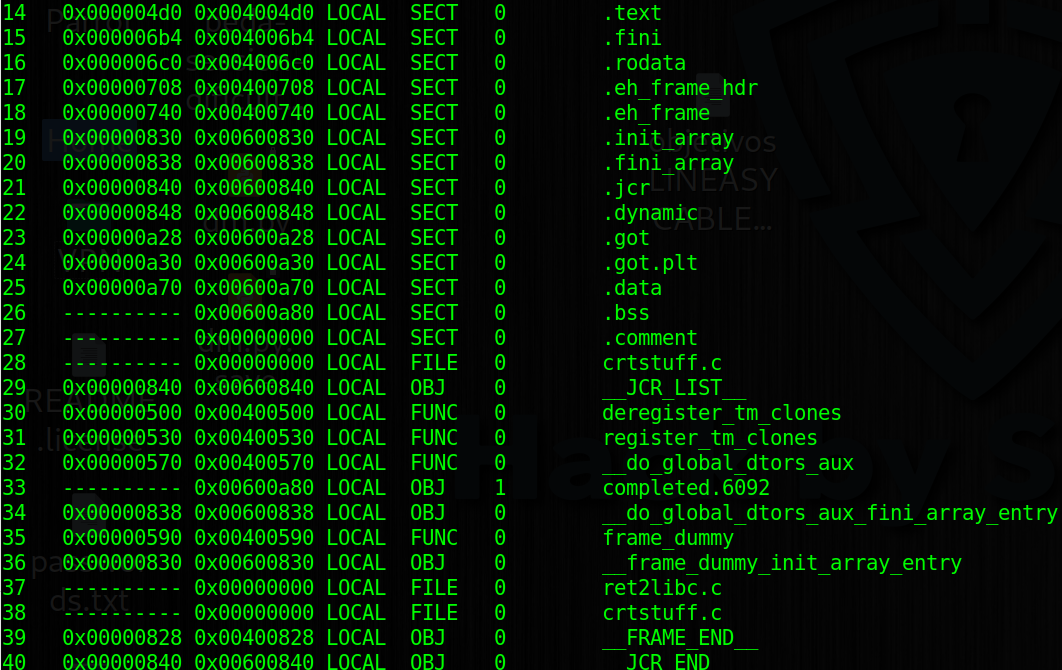 14 0x000004d0 0x004004d0 LOCAL SECT 0 .text
15 0x000006b4 0x004006b4 LOCAL SECT 0 .fini
16 0x000006c0 0x004006c0 LOCAL SECT 0 .rodata
17 0x00000708 0x00400708 LOCAL SECT 0 .eh_frame_hdr
18 0x00000740 0x00400740 LOCAL SECT 0 .eh_frame
19 0x00000830 0x00600830 LOCAL SECT 0 .init_array
20 0x00000838 0x00600838 LOCAL SECT 0 .fini_array
21 0x00000840 0x00600840 LOCAL SECT 0 .jcr
22 0x00000848 0x00600848 LOCAL SECT 0 .dynamic
23 0x00000a28 0x00600a28 LOCAL SECT 0 .got
24 0x00000a30 0x00600a30 LOCAL SECT 0 .got.plt
25 0x00000a70 0x00600a70 LOCAL SECT 0 .data
26 ---------- 0x00600a80 LOCAL SECT 0 .bss
27 ---------- 0x00000000 LOCAL SECT 0 .comment
28 ---------- 0x00000000 LOCAL FILE 0 crtstuff.c
29 0x00000840 0x00600840 LOCAL OBJ 0 __JCR_LIST__
30 0x00000500 0x00400500 LOCAL FUNC 0 deregister_tm_clones
31 0x00000530 0x00400530 LOCAL FUNC 0 register_tm_clones
32 0x00000570 0x00400570 LOCAL FUNC 0 __do_global_dtors_aux
33 ---------- 0x00600a80 LOCAL OBJ 1 completed.6092
34 0x00000838 0x00600838 LOCAL OBJ 0 __do_global_dtors_aux_fini_array_entry
35 0x00000590 0x00400590 LOCAL FUNC 0 frame_dummy
36 0x00000830 0x00600830 LOCAL OBJ 0 __frame_dummy_init_array_entry
37 ---------- 0x00000000 LOCAL FILE 0 ret2libc.c
38 ---------- 0x00000000 LOCAL FILE 0 crtstuff.c
39 0x00000828 0x00400828 LOCAL OBJ 0 __FRAME_END__
40 0x00000840 0x00600840 LOCAL OBJ 0 __JCR_END__
Home
LINEASY
CABLE...
ds.txt